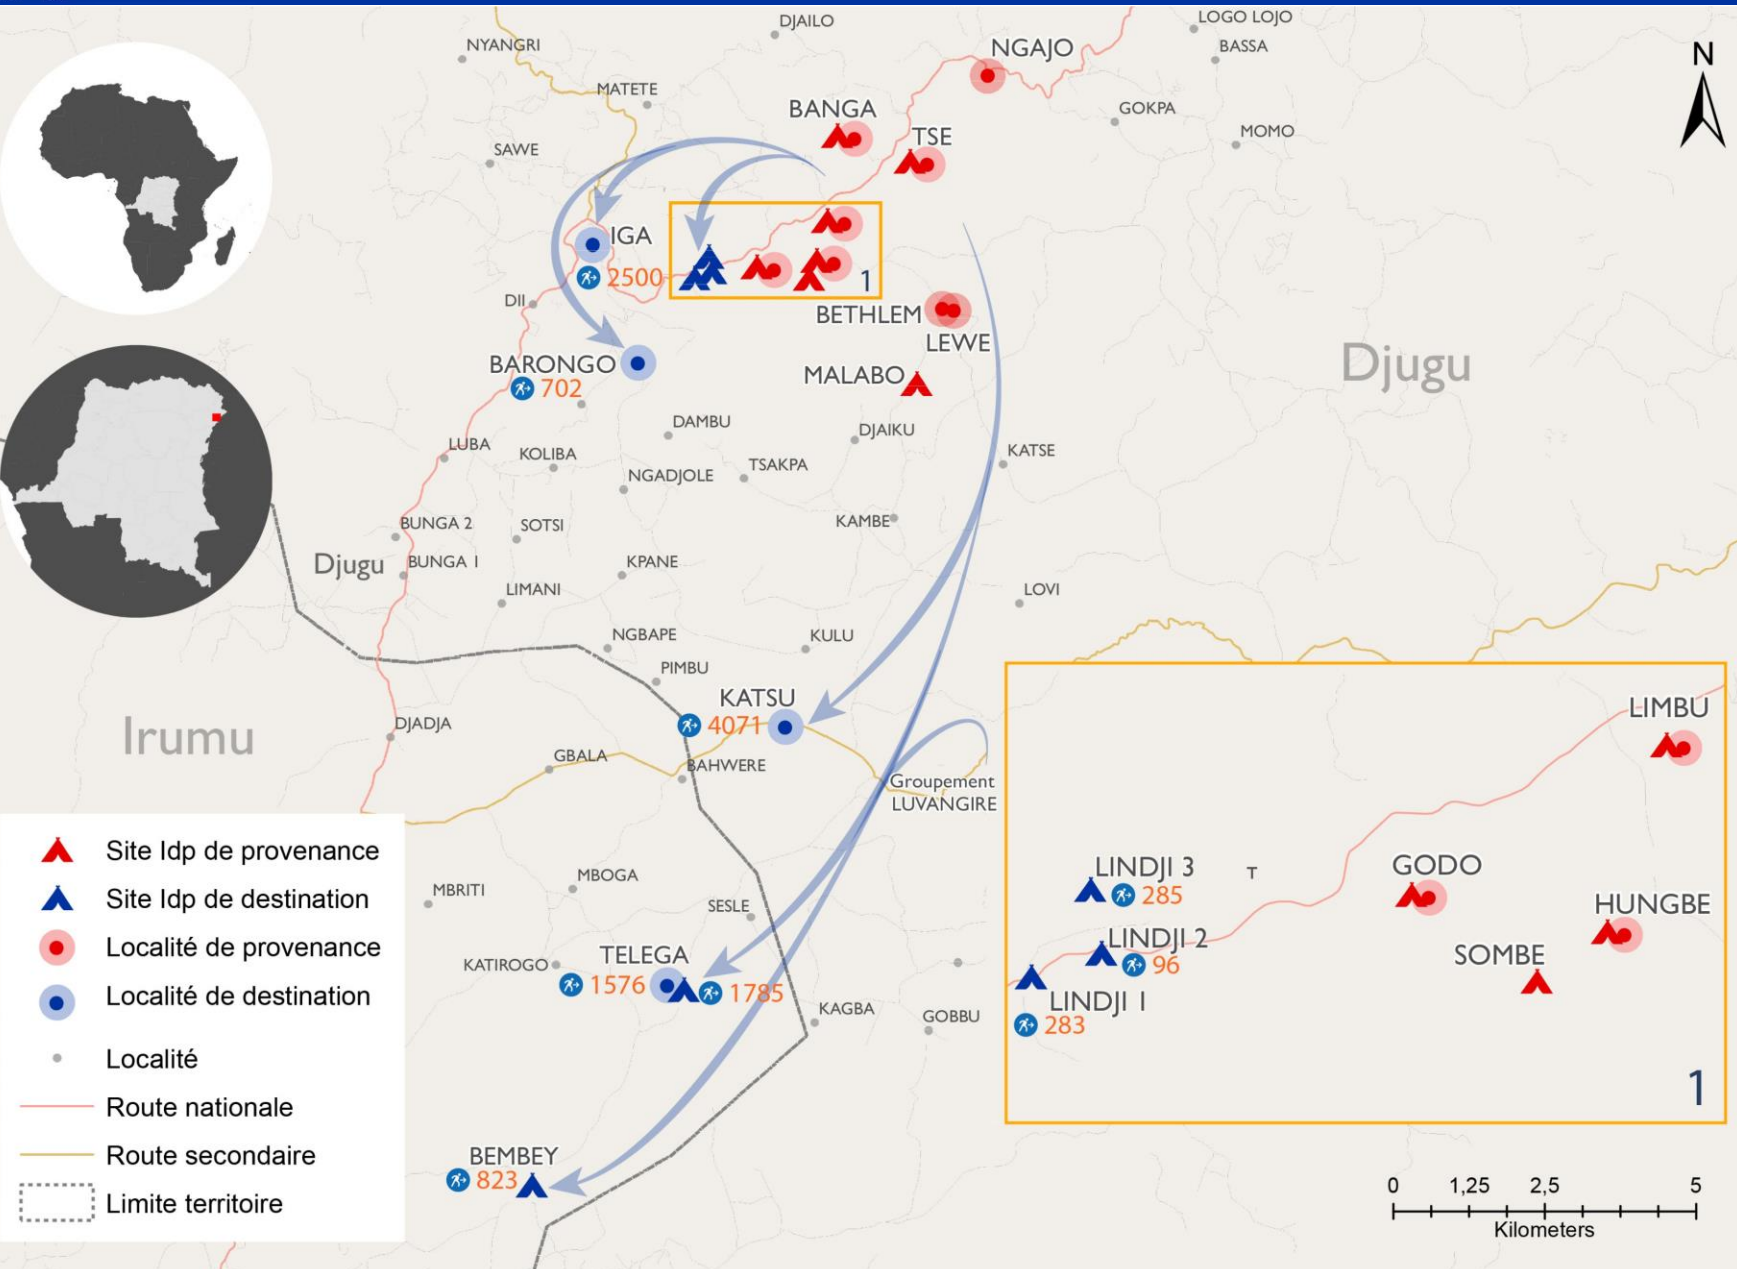 DJAILO
LOGO LOJO
NYANGRI
NGAJO
BASSA
N
MATETE
BANGA
GOKPA
TSE
MOMO
SAWE
IGA
2500
1
DII
BETHLEM
LEWE
BARONGO
702
MALABO
Djugu
DAMBU
DJAIKU
LUBA
KOLIBA
TSAKPA
KATSE
NGADJOLE
BUNGA 2
SOTSI
KAMBE
Djugu
BUNGA 1
KPANE
LIMANI
LOVI
NGBAPE
KULU
PIMBU
KATSU
4071
Irumu
DJADJA
GBALA
BAHWERE
Groupement
LUVANGIRE
LIMBU
LINDJI 3
285
T
GODO
HUNGBE
LINDJI 2
96
SOMBE
LINDJI 1
283
1
MBOGA
MBRITI
SESLE
TELEGA
KATIROGO
1576
1785
KAGBA
GOBBU
BEMBEY
823
Site Idp de provenance
Site Idp de destination
Localité de provenance
Localité de destination
Localité
Route nationale
Route secondaire
Limite territoire
0 1,25 2,5 5
Kilometers